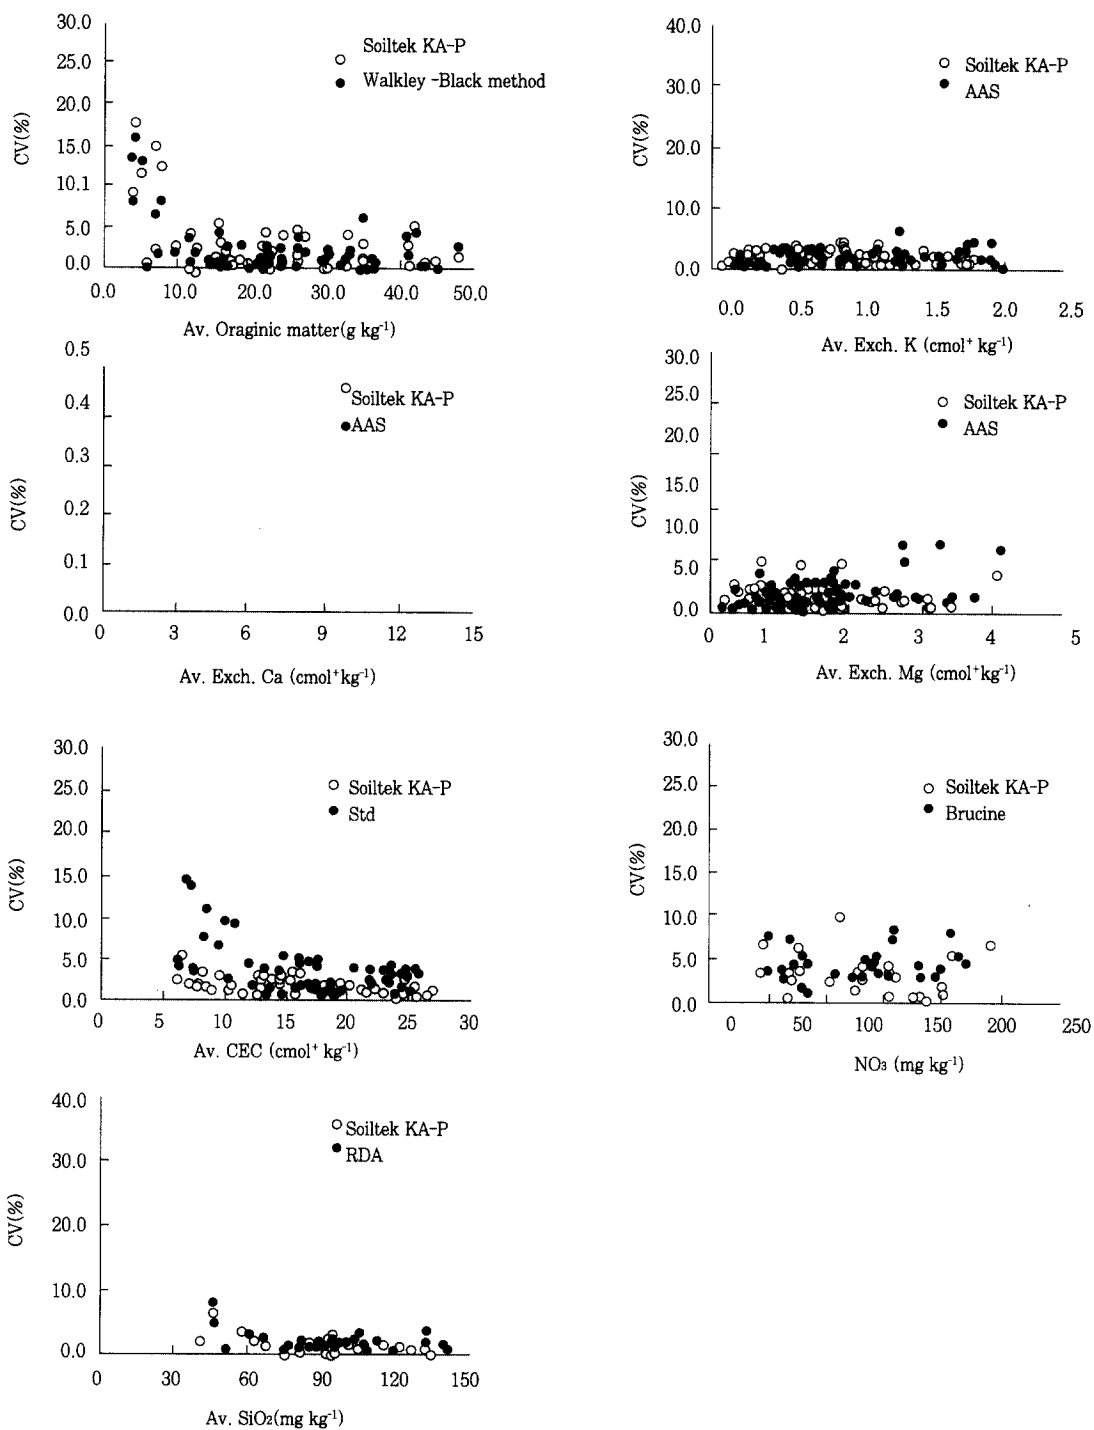 30.0
25.0
20.0
15.0
10.1
5.0
0.0
CV(%)
Soiltek KA-P
Walkley -Black method
0.0 10.0 20.0 30.0 40.0 50.0
Av. Oraginic matter(g kg⁻¹)
40.0
30.0
20.0
10.0
0.0
CV(%)
Soiltek KA-P
AAS
0.0 0.5 1.0 1.5 2.0 2.5
Av. Exch. K (cmol⁺ kg⁻¹)
0.5
0.4
0.3
0.2
0.1
0.0
CV(%)
Soiltek KA-P
AAS
0 3 6 9 12 15
Av. Exch. Ca (cmol⁺kg⁻¹)
30.0
25.0
20.0
15.0
10.0
5.0
0.0
CV(%)
Soiltek KA-P
AAS
0 1 2 3 4 5
Av. Exch. Mg (cmol⁺kg⁻¹)
30.0
25.0
20.0
15.0
10.0
5.0
0.0
CV(%)
Soiltek KA-P
Std
5 10 15 20 25 30
Av. CEC (cmol⁺ kg⁻¹)
30.0
25.0
20.0
15.0
10.0
5.0
0.0
CV(%)
Soiltek KA-P
Brucine
0 50 100 150 200 250
NO₃ (mg kg⁻¹)
40.0
30.0
20.0
10.0
0.0
CV(%)
Soiltek KA-P
RDA
0 30 60 90 120 150
Av. SiO₂(mg kg⁻¹)